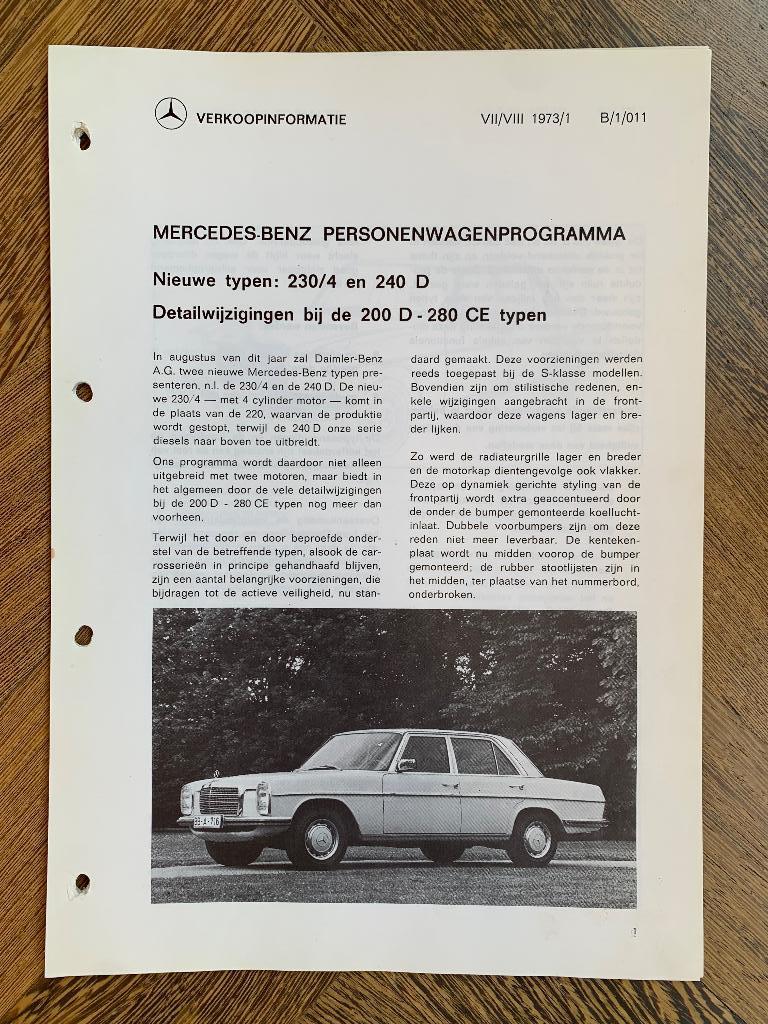 VERKOOPINFORMATIE
VII/VIII 1973/1 B/1/011
MERCEDES-BENZ PERSONENWAGENPROGRAMMA
Nieuwe typen: 230/4 en 240 D
Detailwijzigingen bij de 200 D - 280 CE typen
In augustus van dit jaar zal Daimler-Benz
A.G. twee nieuwe Mercedes-Benz typen pre-
senteren, n.l. de 230/4 en de 240 D. De nieu-
we 230/4 — met 4 cylinder motor — komt in
de plaats van de 220, waarvan de produktie
wordt gestopt, terwijl de 240 D onze serie
diesels naar boven toe uitbreidt.
Ons programma wordt daardoor niet alleen
uitgebreid met twee motoren, maar biedt in
het algemeen door de vele detailwijzigingen
bij de 200 D - 280 CE typen nog meer dan
voorheen.
Terwijl het door en door beproefde onder-
stel van de betreffende typen, alsook de car-
rosserieën in principe gehandhaafd blijven,
zijn een aantal belangrijke voorzieningen, die
bijdragen tot de actieve veiligheid, nu stan-
daard gemaakt. Deze voorzieningen werden
reeds toegepast bij de S-klasse modellen.
Bovendien zijn om stilistische redenen, en-
kele wijzigingen aangebracht in de front-
partij, waardoor deze wagens lager en bre-
der lijken.
Zo werd de radiateurgrille lager en breder
en de motorkap dientengevolge ook vlakker.
Deze op dynamiek gerichte styling van de
frontpartij wordt extra geaccentueerd door
de onder de bumper gemonteerde koellucht-
inlaat. Dubbele voorbumpers zijn om deze
reden niet meer leverbaar. De kenteken-
plaat wordt nu midden voorop de bumper
gemonteerd; de rubber stootlijsten zijn in
het midden, ter plaatse van het nummerbord,
onderbroken.
BB-A-716
1